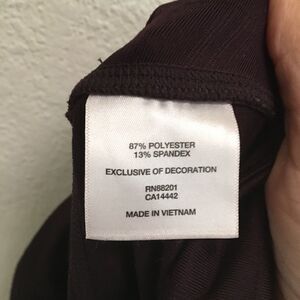 87% POLYESTER
13% SPANDEX
EXCLUSIVE OF DECORATION
RN88201
CA14442
MADE IN VIETNAM